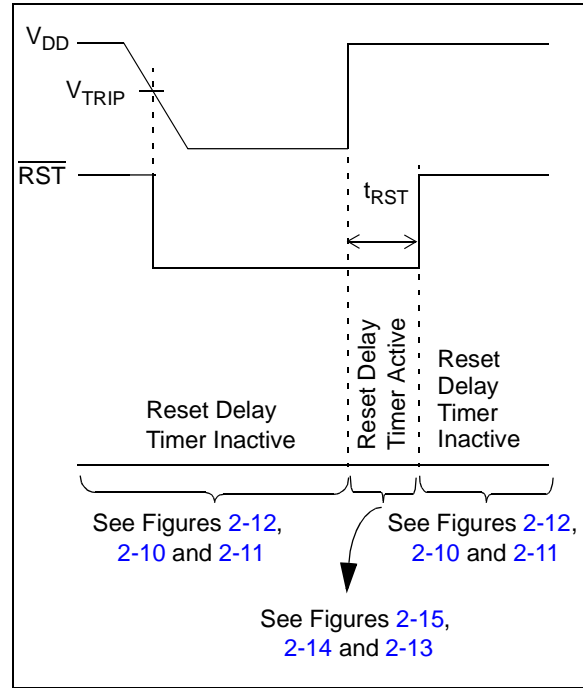 VDD
VTRIP
RST
tRST
Reset Delay
Timer Inactive
Reset Delay
Timer Active
Reset
Delay
Timer
Inactive
See Figures 2-12,
2-10 and 2-11
See Figures 2-12,
2-10 and 2-11
See Figures 2-15,
2-14 and 2-13